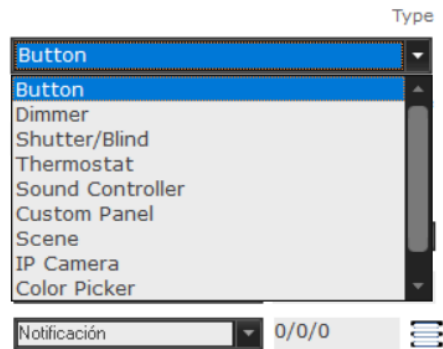 Type
Button
Button
Dimmer
Shutter/Blind
Thermostat
Sound Controller
Custom Panel
Scene
IP Camera
Color Picker
Notificación 0/0/0